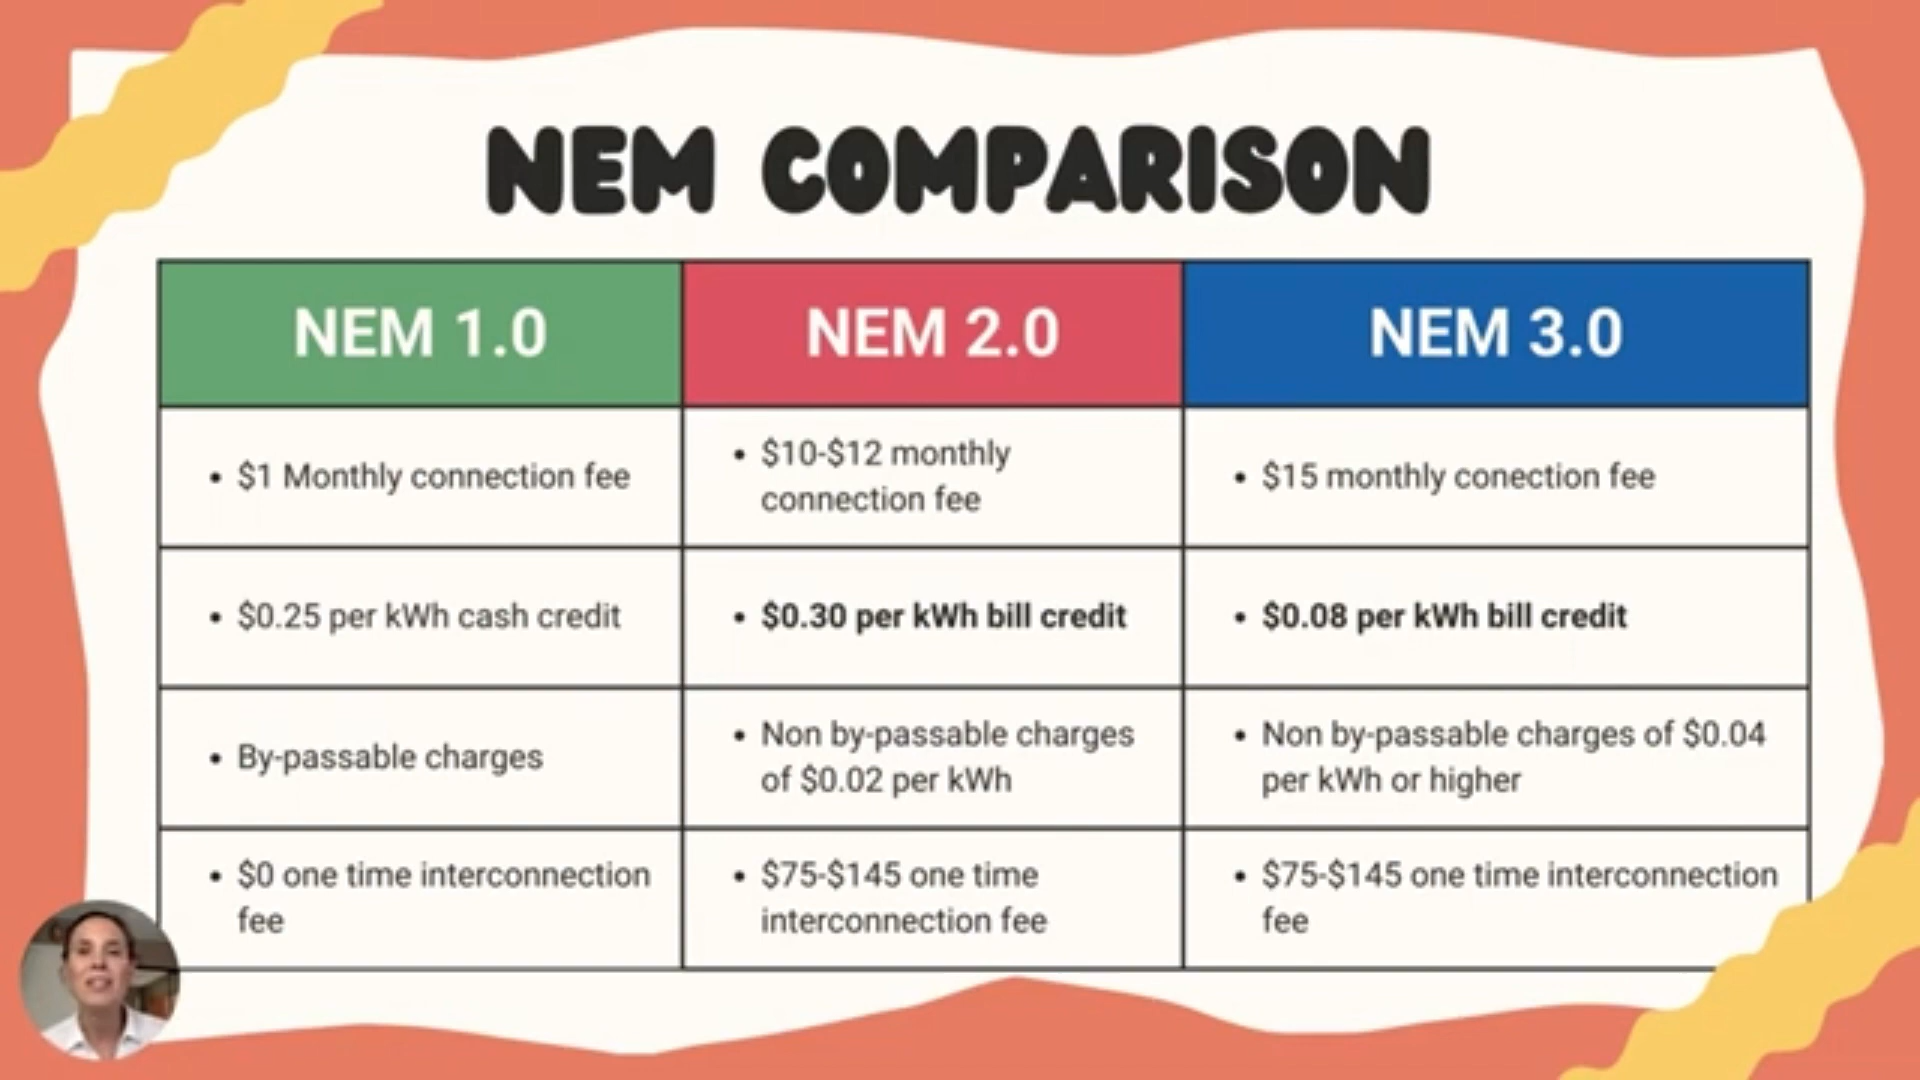 NEM COMPARISON
NEM 1.0
NEM 2.0
NEM 3.0
• $1 Monthly connection fee
• $10-$12 monthly
connection fee
• $15 monthly conection fee
• $0.25 per kWh cash credit
• $0.30 per kWh bill credit
• $0.08 per kWh bill credit
• By-passable charges
• Non by-passable charges
of $0.02 per kWh
• Non by-passable charges of $0.04
per kWh or higher
• $0 one time interconnection
fee
• $75-$145 one time
interconnection fee
• $75-$145 one time interconnection
fee